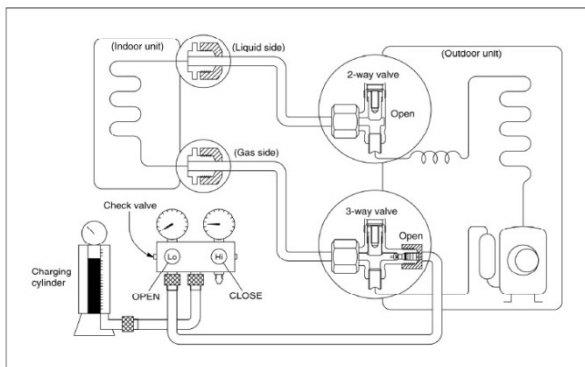 (Indoor unit)
(Liquid side)
(Outdoor unit)
2-way valve
Open
(Gas side)
3-way valve
Check valve
Open
Lo
Hi
Charging
cylinder
OPEN
CLOSE